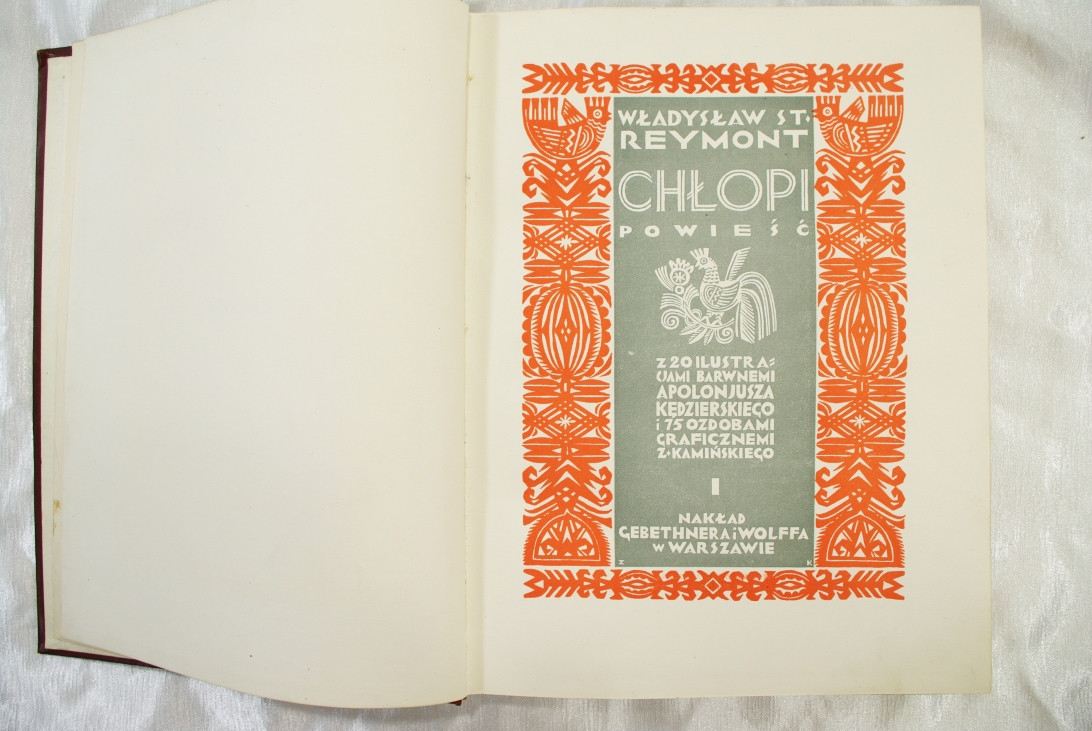 WŁADYSŁAW ST.
REYMONT
CHŁOPI
POWIEŚĆ
Z 20 ILUSTRA=
CJAMI BARWNEMI
APOLONJUSZA
KĘDZIERSKIEGO
i 75 OZDOBAMI
GRAFICZNEMI
Z·KAMIŃSKIEGO
I
NAKŁAD
GEBETHNERA i WOLFFA
w WARSZAWIE
Z K